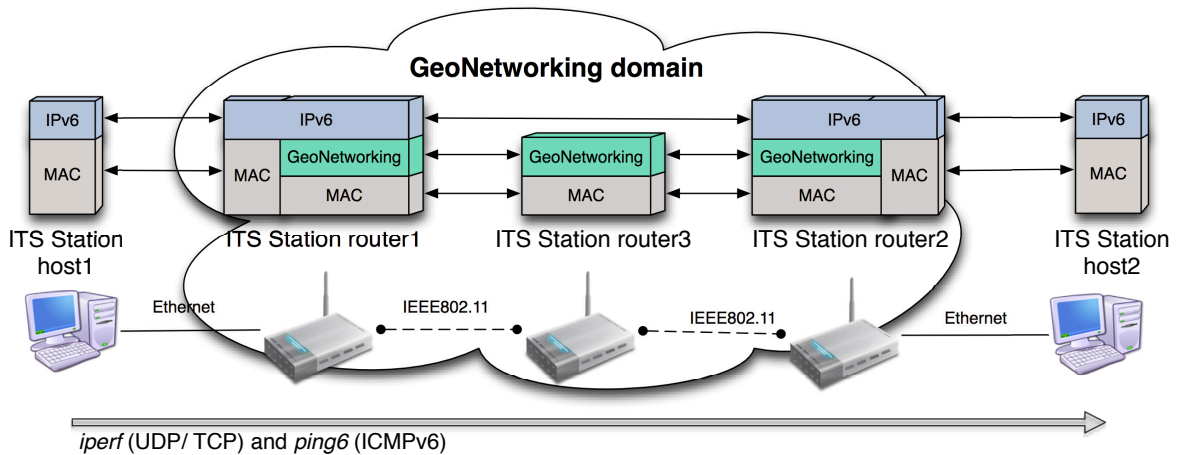 GeoNetworking domain
IPv6
MAC
IPv6
MAC
GeoNetworking
MAC
GeoNetworking
MAC
IPv6
GeoNetworking
MAC
MAC
IPv6
MAC
ITS Station
host1
ITS Station router1
ITS Station router3
ITS Station router2
ITS Station
host2
Ethernet
IEEE802.11
IEEE802.11
Ethernet
iperf (UDP/ TCP) and ping6 (ICMPv6)